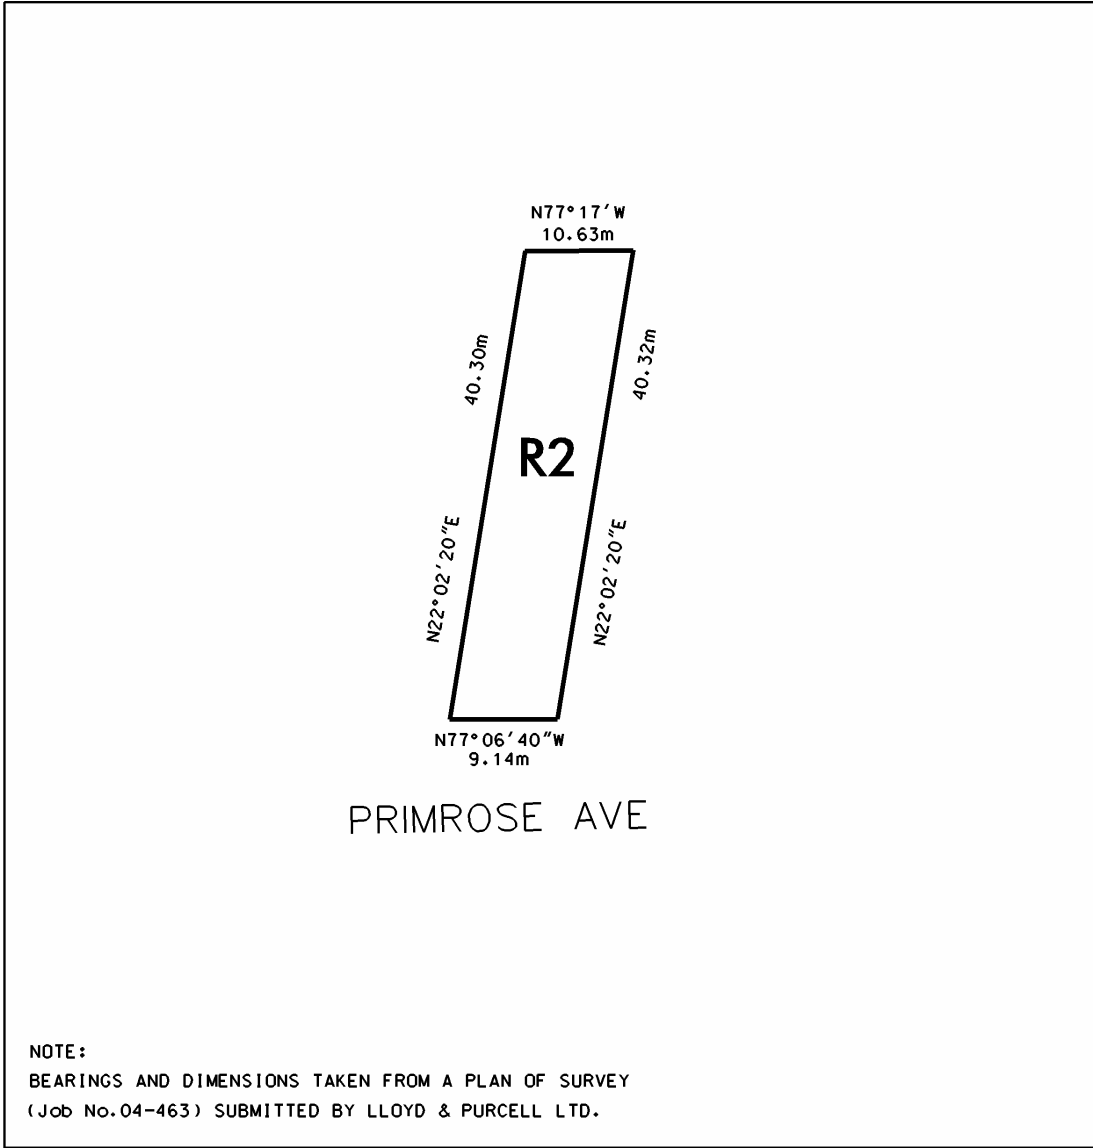 N77°17'W
10.63m
40.30m
40.32m
R2
N22°02'20"E
N22°02'20"E
N77°06'40"W
9.14m
PRIMROSE AVE
NOTE:
BEARINGS AND DIMENSIONS TAKEN FROM A PLAN OF SURVEY
(Job No.04-463) SUBMITTED BY LLOYD & PURCELL LTD.